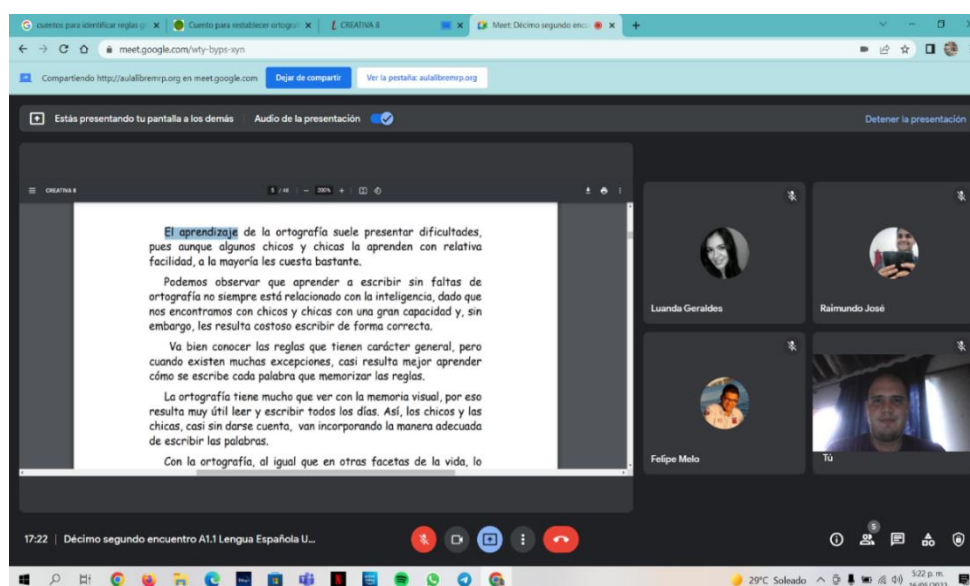 cuentos para identificar reglas g
Cuento para restablecer ortogra
CREATIVA 8
Meet: Décimo segundo enc
meet.google.com/wty-byps-xyn
Compartiendo http://aulalibremrp.org en meet.google.com
Dejar de compartir
Ver la pestaña: aulalibremrp.org
Estás presentando tu pantalla a los demás
Audio de la presentación
Detener la presentación
CREATIVA 8
5 / 48
200%
El aprendizaje de la ortografía suele presentar dificultades,
pues aunque algunos chicos y chicas la aprenden con relativa
facilidad, a la mayoría les cuesta bastante.
Podemos observar que aprender a escribir sin faltas de
ortografía no siempre está relacionado con la inteligencia, dado que
nos encontramos con chicos y chicas con una gran capacidad y, sin
embargo, les resulta costoso escribir de forma correcta.
Va bien conocer las reglas que tienen carácter general, pero
cuando existen muchas excepciones, casi resulta mejor aprender
cómo se escribe cada palabra que memorizar las reglas.
La ortografía tiene mucho que ver con la memoria visual, por eso
resulta muy útil leer y escribir todos los días. Así, los chicos y las
chicas, casi sin darse cuenta, van incorporando la manera adecuada
de escribir las palabras.
Con la ortografía, al igual que en otras facetas de la vida, lo
Luanda Geraldes
Raimundo José
Felipe Melo
Tú
17:22 | Décimo segundo encuentro A1.1 Lengua Española U...
5
29°C Soleado
5:22 p. m.